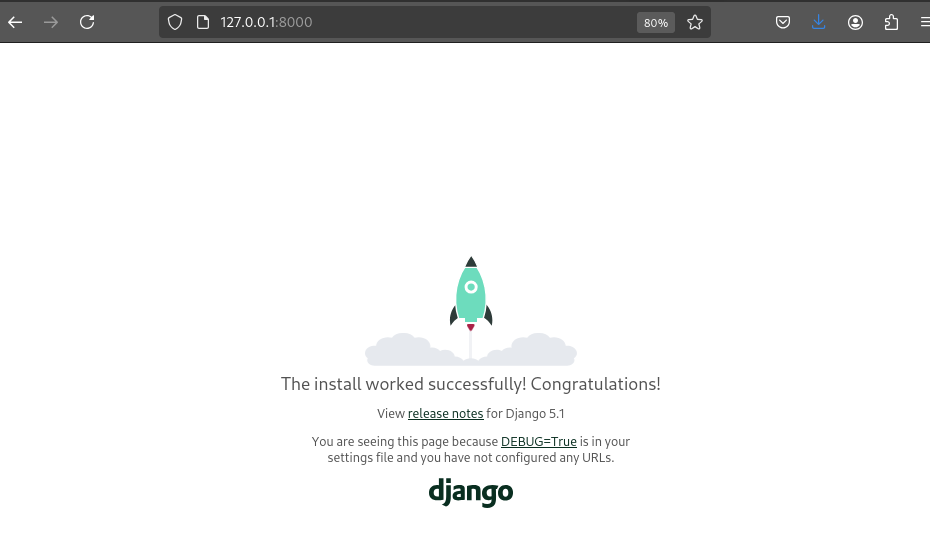 127.0.0.1:8000
80%
The install worked successfully! Congratulations!
View release notes for Django 5.1
You are seeing this page because DEBUG=True is in your
settings file and you have not configured any URLs.
django